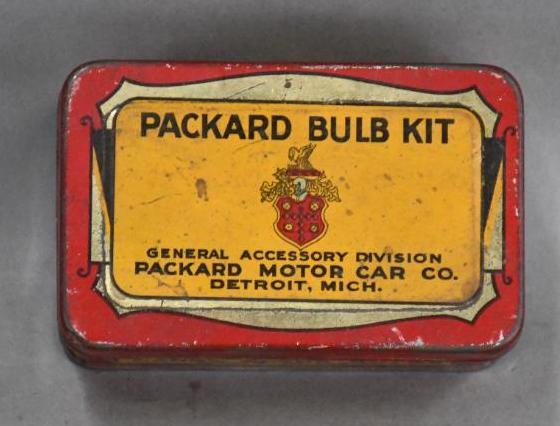 PACKARD BULB KIT
GENERAL ACCESSORY DIVISION
PACKARD MOTOR CAR CO.
DETROIT, MICH.